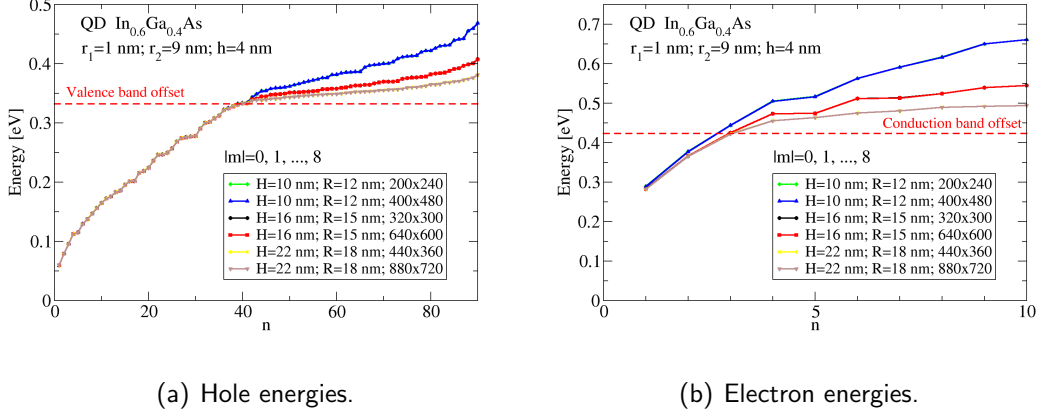 QD In0.6Ga0.4As
r1=1 nm; r2=9 nm; h=4 nm
Valence band offset
|m|=0, 1, ..., 8
H=10 nm; R=12 nm; 200x240
H=10 nm; R=12 nm; 400x480
H=16 nm; R=15 nm; 320x300
H=16 nm; R=15 nm; 640x600
H=22 nm; R=18 nm; 440x360
H=22 nm; R=18 nm; 880x720
Energy [eV]
0.5
0.4
0.3
0.2
0.1
0
0 20 40 60 80
n
(a) Hole energies.
QD In0.6Ga0.4As
r1=1 nm; r2=9 nm; h=4 nm
Conduction band offset
|m|=0, 1, ..., 8
H=10 nm; R=12 nm; 200x240
H=10 nm; R=12 nm; 400x480
H=16 nm; R=15 nm; 320x300
H=16 nm; R=15 nm; 640x600
H=22 nm; R=18 nm; 440x360
H=22 nm; R=18 nm; 880x720
Energy [eV]
0.7
0.6
0.5
0.4
0.3
0.2
0.1
0
0 5 10
n
(b) Electron energies.